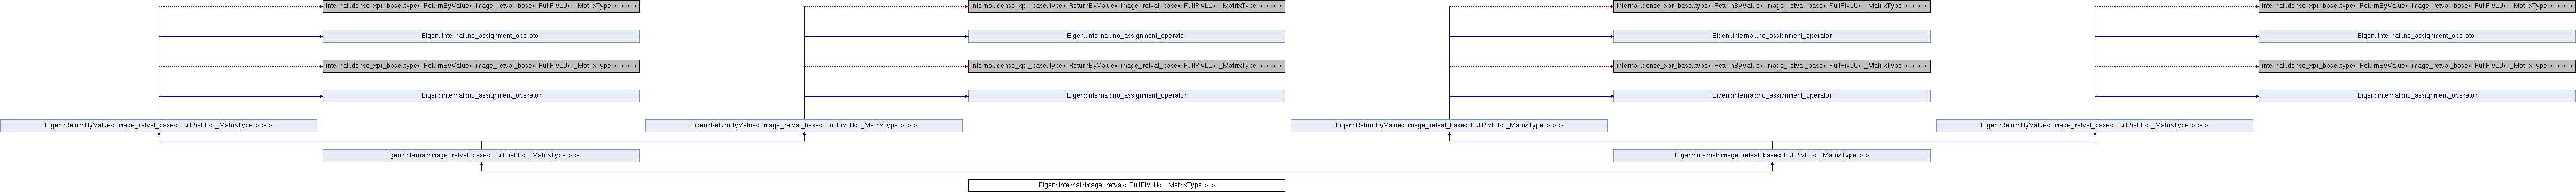 internal::dense_xpr_base::type< ReturnByValue< image_retval_base< FullPivLU< _MatrixType > > > >
internal::dense_xpr_base::type< ReturnByValue< image_retval_base< FullPivLU< _MatrixType > > > >
internal::dense_xpr_base::type< ReturnByValue< image_retval_base< FullPivLU< _MatrixType > > > >
internal::dense_xpr_base::type< ReturnByValue< image_retval_base< FullPivLU< _MatrixType > > > >
Eigen::internal::no_assignment_operator
Eigen::internal::no_assignment_operator
Eigen::internal::no_assignment_operator
Eigen::internal::no_assignment_operator
internal::dense_xpr_base::type< ReturnByValue< image_retval_base< FullPivLU< _MatrixType > > > >
internal::dense_xpr_base::type< ReturnByValue< image_retval_base< FullPivLU< _MatrixType > > > >
internal::dense_xpr_base::type< ReturnByValue< image_retval_base< FullPivLU< _MatrixType > > > >
internal::dense_xpr_base::type< ReturnByValue< image_retval_base< FullPivLU< _MatrixType > > > >
Eigen::internal::no_assignment_operator
Eigen::internal::no_assignment_operator
Eigen::internal::no_assignment_operator
Eigen::internal::no_assignment_operator
Eigen::ReturnByValue< image_retval_base< FullPivLU< _MatrixType > > >
Eigen::ReturnByValue< image_retval_base< FullPivLU< _MatrixType > > >
Eigen::ReturnByValue< image_retval_base< FullPivLU< _MatrixType > > >
Eigen::ReturnByValue< image_retval_base< FullPivLU< _MatrixType > > >
Eigen::internal::image_retval_base< FullPivLU< _MatrixType > >
Eigen::internal::image_retval_base< FullPivLU< _MatrixType > >
Eigen::internal::image_retval< FullPivLU< _MatrixType > >